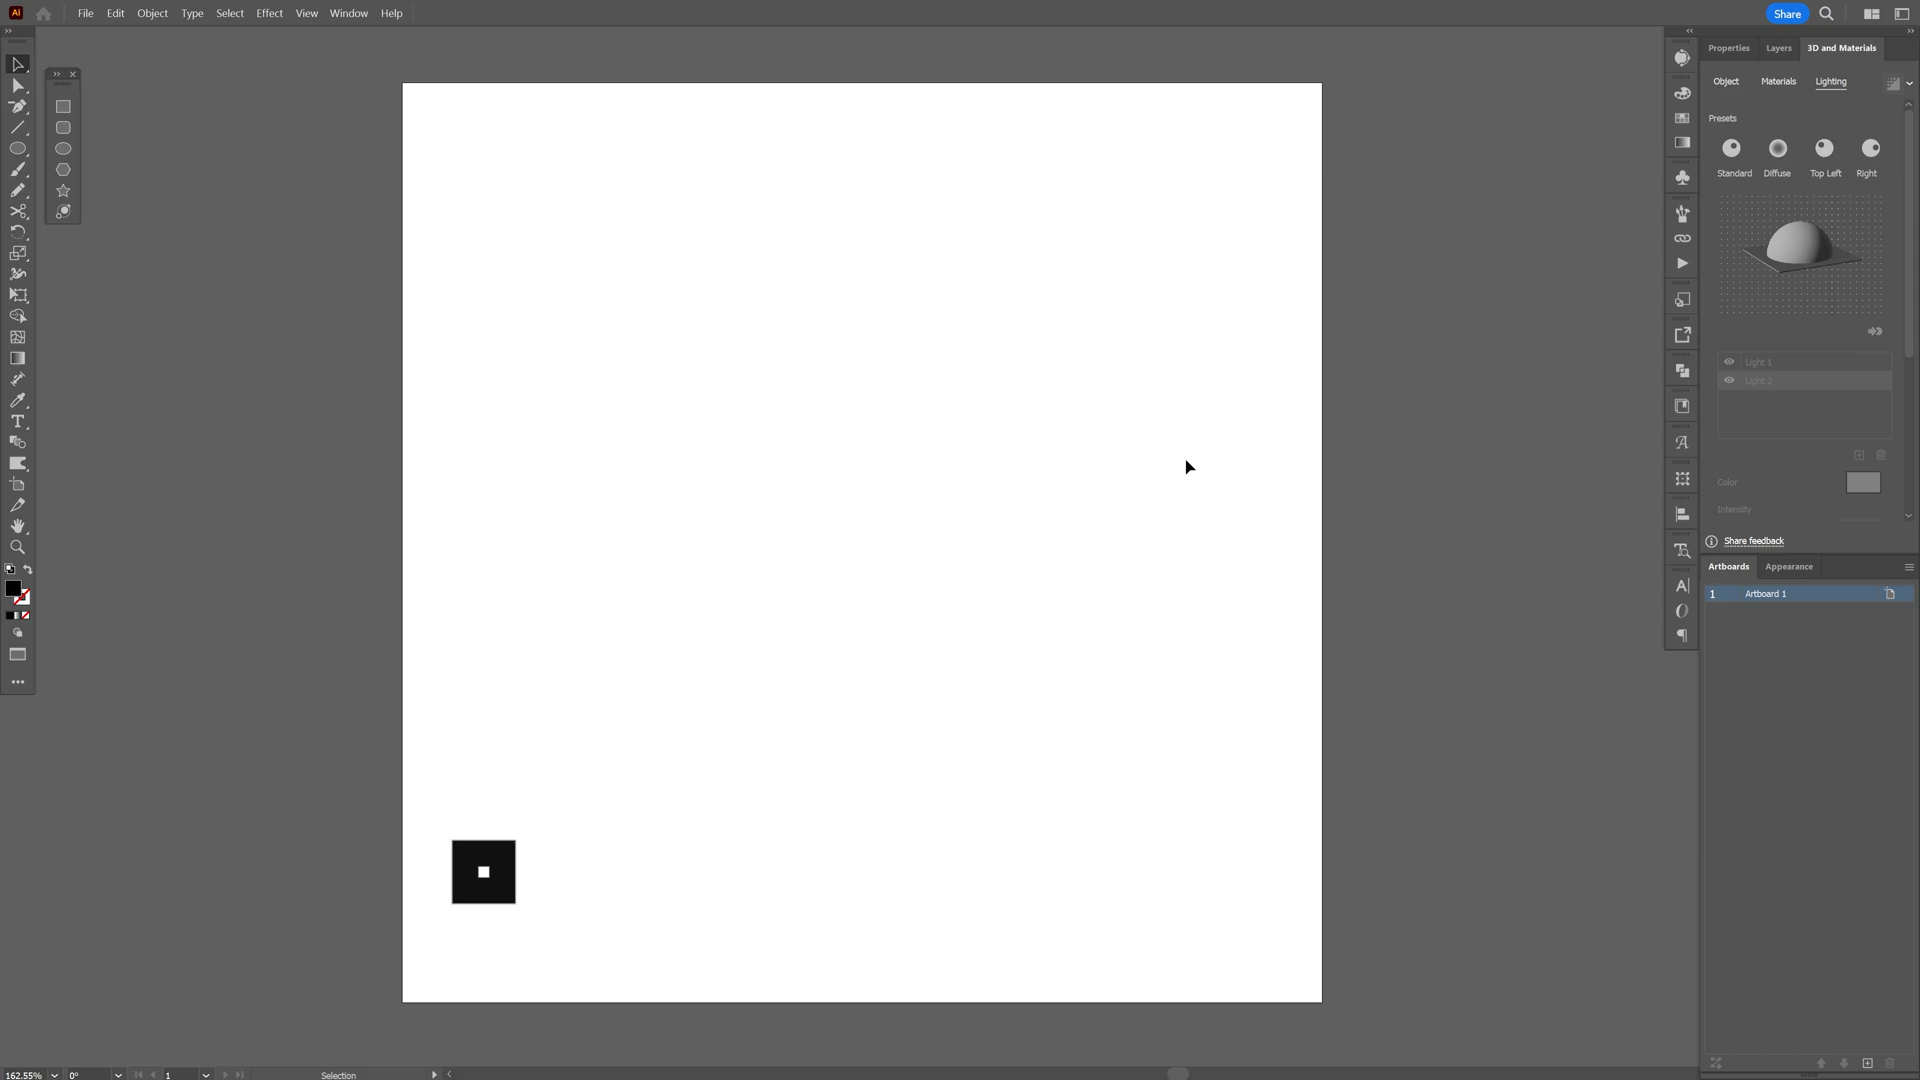 Ai
File Edit Object Type Select Effect View Window Help
Share
Properties Layers 3D and Materials
Object Materials Lighting
Presets
Standard Diffuse Top Left Right
Light 1
Light 2
Color
Intensity
Share feedback
Artboards Appearance
1 Artboard 1
162.55% 0° 1 Selection